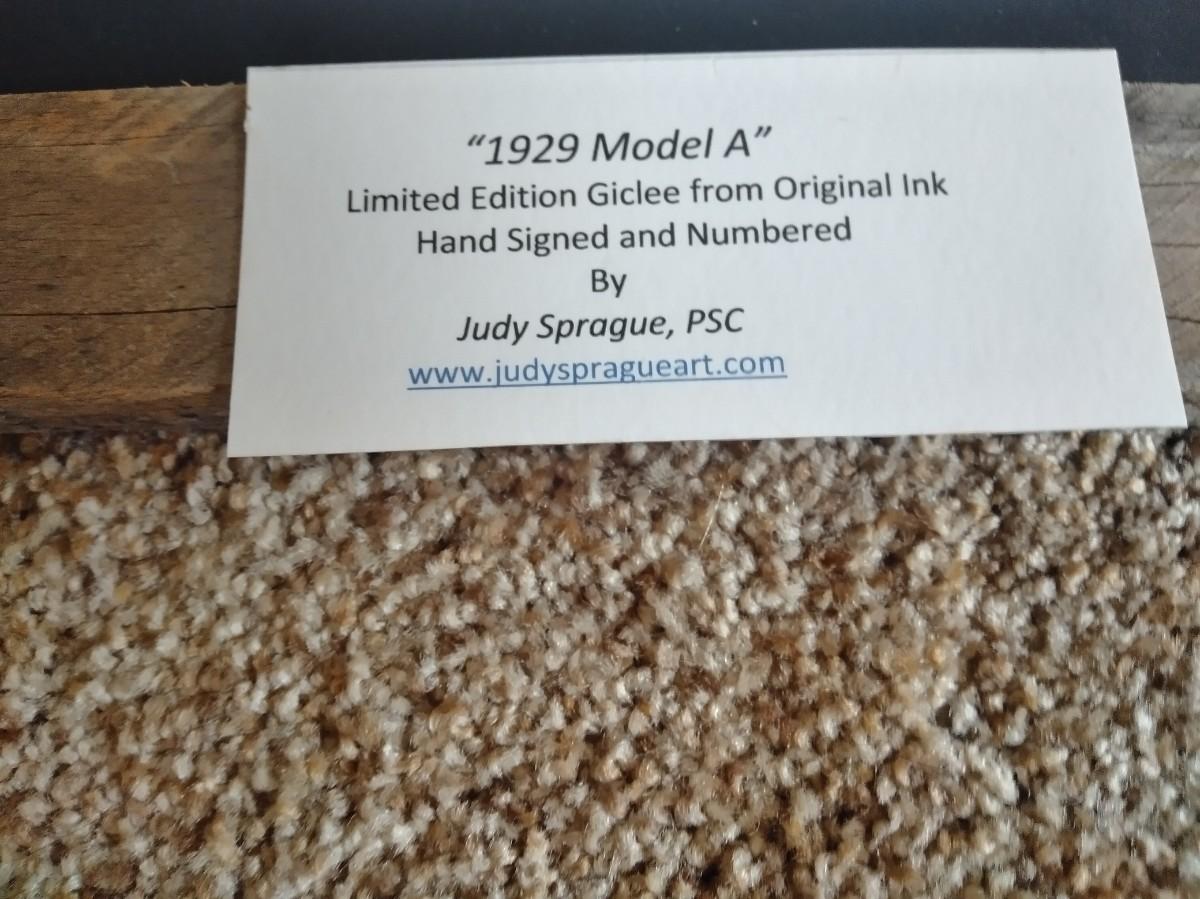 “1929 Model A”
Limited Edition Giclee from Original Ink
Hand Signed and Numbered
By
Judy Sprague, PSC
www.judyspragueart.com